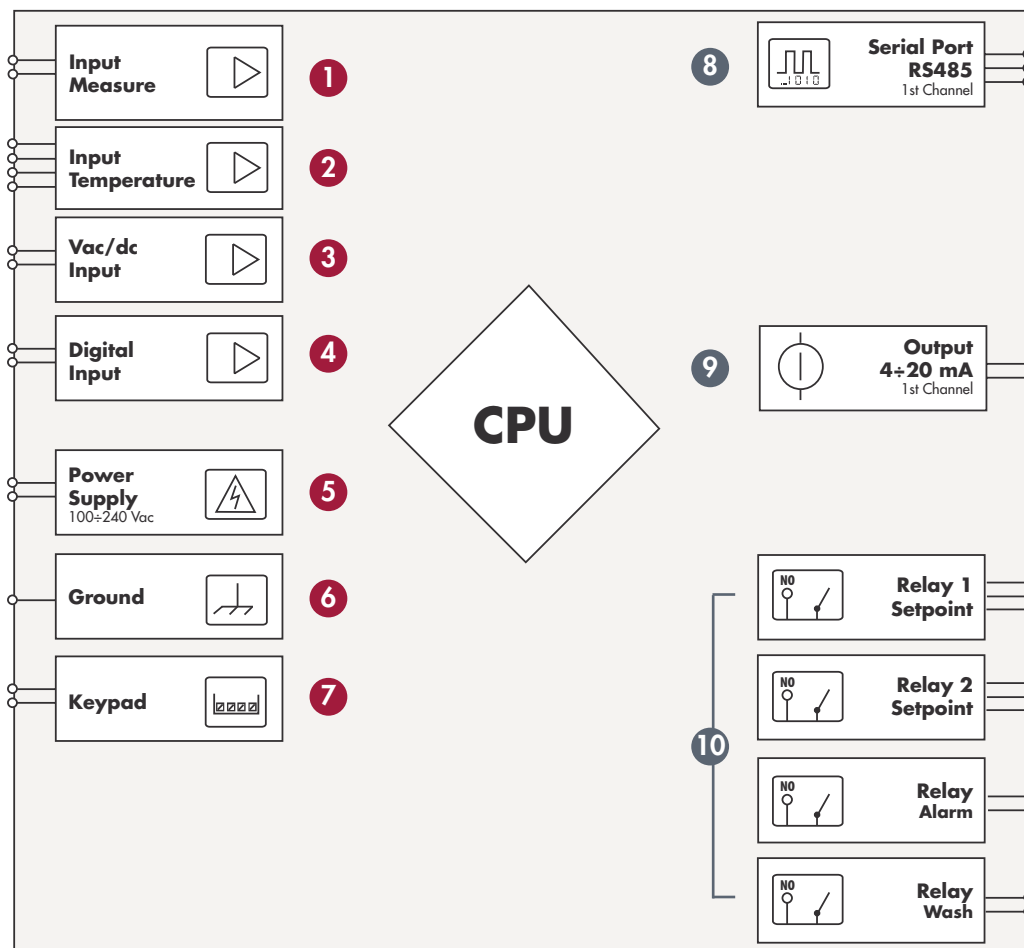 Input
Measure
1
Input
Temperature
2
Vac/dc
Input
3
Digital
Input
4
Power
Supply
100÷240 Vac
5
Ground
6
Keypad
7
CPU
8
_1010
Serial Port
RS485
1st Channel
9
Output
4÷20 mA
1st Channel
10
NO
Relay 1
Setpoint
NO
Relay 2
Setpoint
NO
Relay
Alarm
NO
Relay
Wash